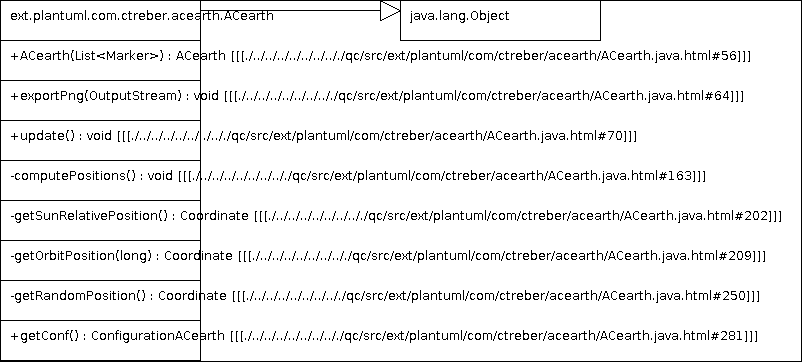 ext.plantuml.com.ctreber.acearth.ACearth
java.lang.Object
+ACearth(List<Marker>) : ACearth [[[./../../../../../../../../qc/src/ext/plantuml/com/ctreber/acearth/ACearth.java.html#56]]]
+exportPng(OutputStream) : void [[[./../../../../../../../../qc/src/ext/plantuml/com/ctreber/acearth/ACearth.java.html#64]]]
+update() : void [[[./../../../../../../../../qc/src/ext/plantuml/com/ctreber/acearth/ACearth.java.html#70]]]
-computePositions() : void [[[./../../../../../../../../qc/src/ext/plantuml/com/ctreber/acearth/ACearth.java.html#163]]]
-getSunRelativePosition() : Coordinate [[[./../../../../../../../../qc/src/ext/plantuml/com/ctreber/acearth/ACearth.java.html#202]]]
-getOrbitPosition(long) : Coordinate [[[./../../../../../../../../qc/src/ext/plantuml/com/ctreber/acearth/ACearth.java.html#209]]]
-getRandomPosition() : Coordinate [[[./../../../../../../../../qc/src/ext/plantuml/com/ctreber/acearth/ACearth.java.html#250]]]
+getConf() : ConfigurationACearth [[[./../../../../../../../../qc/src/ext/plantuml/com/ctreber/acearth/ACearth.java.html#281]]]